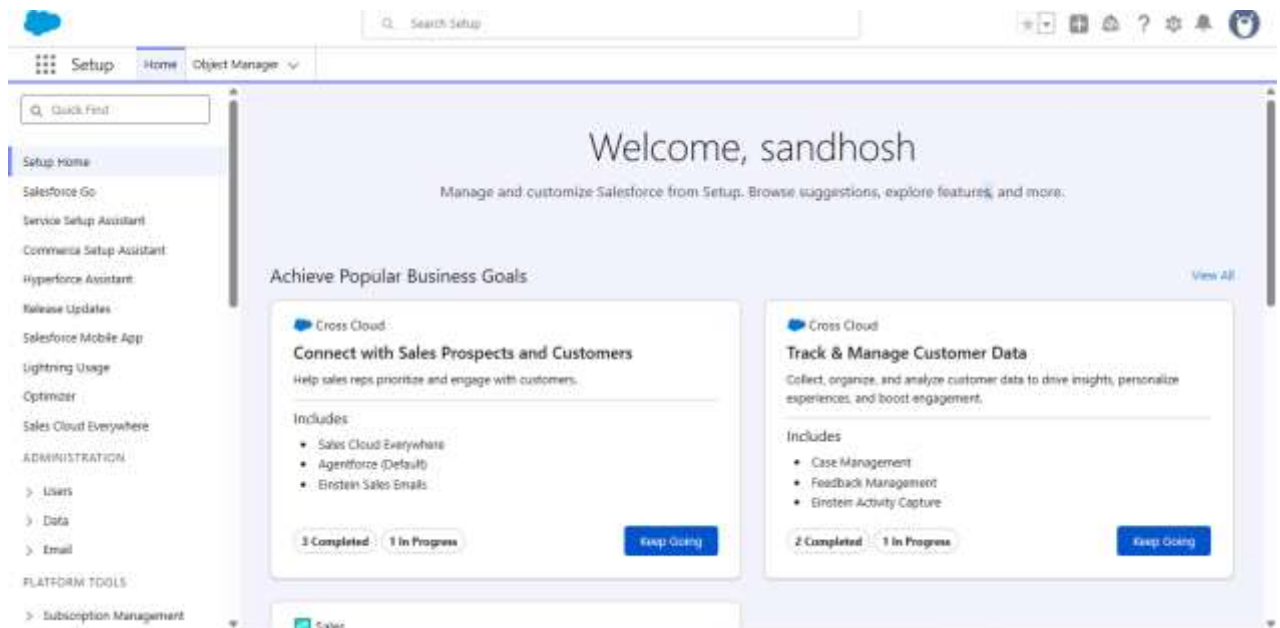 Search Setup
Setup
Home
Object Manager
Quick Find
Setup Home
Salesforce Go
Service Setup Assistant
Commerce Setup Assistant
Hyperforce Assistant
Release Updates
Salesforce Mobile App
Lightning Usage
Optimizer
Sales Cloud Everywhere
ADMINISTRATION
Users
Data
Email
PLATFORM TOOLS
Subscription Management
Welcome, sandhosh
Manage and customize Salesforce from Setup. Browse suggestions, explore features, and more.
Achieve Popular Business Goals
View All
Cross Cloud
Connect with Sales Prospects and Customers
Help sales reps prioritize and engage with customers.
Includes
• Sales Cloud Everywhere
• Agentforce (Default)
• Einstein Sales Emails
3 Completed
1 In Progress
Keep Going
Cross Cloud
Track & Manage Customer Data
Collect, organize, and analyze customer data to drive insights, personalize
experiences, and boost engagement.
Includes
• Case Management
• Feedback Management
• Einstein Activity Capture
2 Completed
1 In Progress
Keep Going
Sales